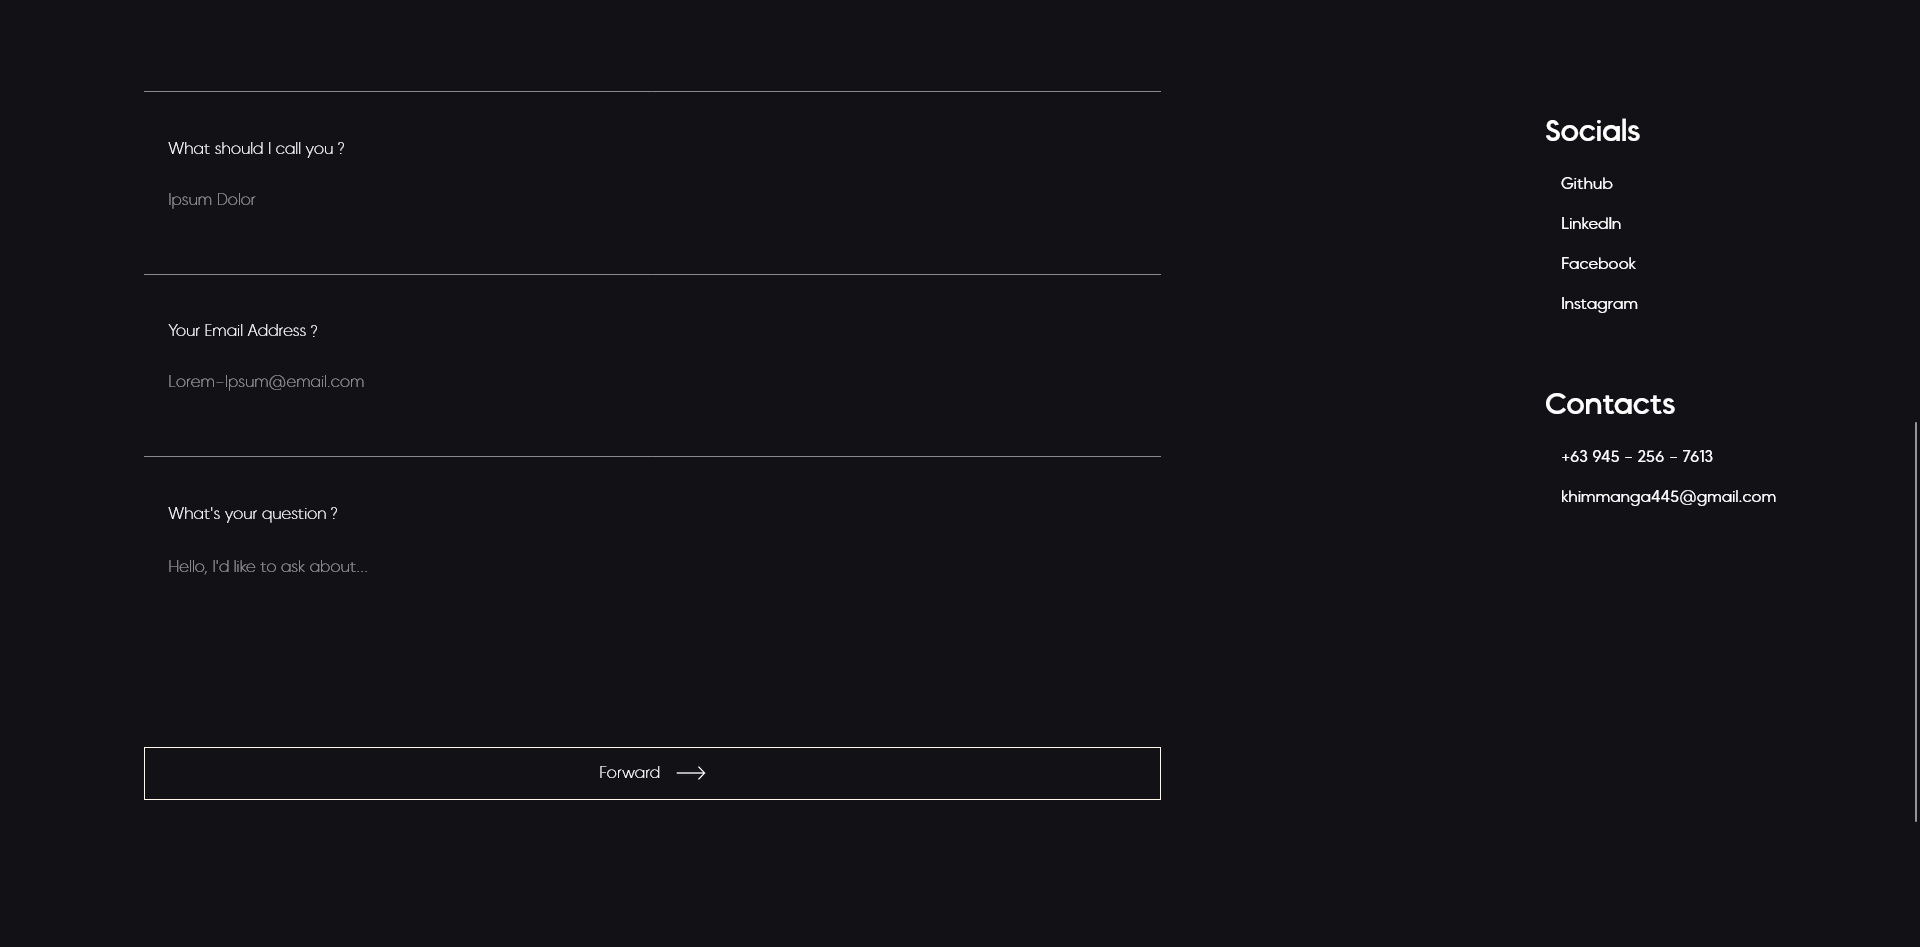 What should I call you ?
Ipsum Dolor
Your Email Address ?
Lorem-Ipsum@email.com
What's your question ?
Hello, I'd like to ask about...
Forward
Socials
Github
LinkedIn
Facebook
Instagram
Contacts
+63 945 - 256 - 7613
khimmanga445@gmail.com